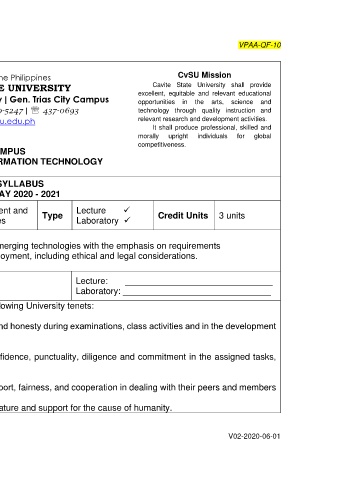 VPAA-QF-10
ne Philippines
E UNIVERSITY
y | Gen. Trias City Campus
-5247 | ☏ 437-0693
u.edu.ph
MPUS
RMATION TECHNOLOGY
CvSU Mission
Cavite State University shall provide
excellent, equitable and relevant educational
opportunities in the arts, science and
technology through quality instruction and
relevant research and development activities.
It shall produce professional, skilled and
morally upright individuals for global
competitiveness.
SYLLABUS
AY 2020 - 2021
ent and
es
Type
Lecture ✓
Laboratory ✓
Credit Units
3 units
merging technologies with the emphasis on requirements
oyment, including ethical and legal considerations.
Lecture: ____________________
Laboratory: ____________________
owing University tenets:
nd honesty during examinations, class activities and in the development
fidence, punctuality, diligence and commitment in the assigned tasks,
port, fairness, and cooperation in dealing with their peers and members
ature and support for the cause of humanity.
V02-2020-06-01